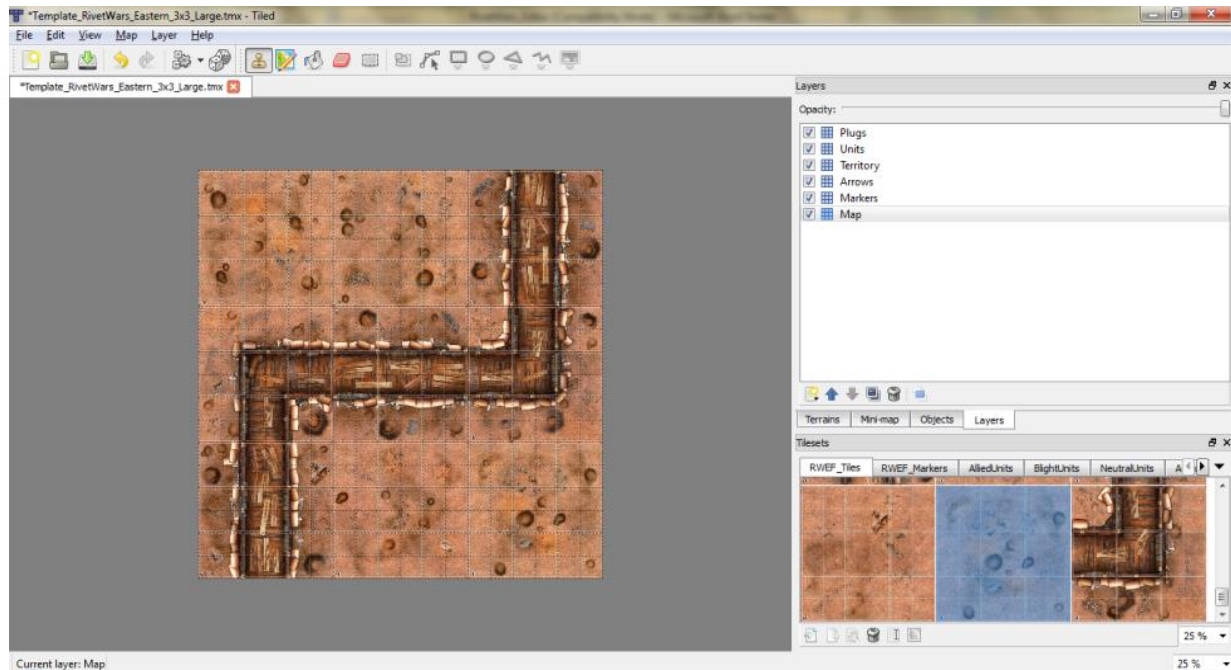 *Template_RivetWars_Eastern_3x3_Large.tmx - Tiled
File Edit View Map Layer Help
*Template_RivetWars_Eastern_3x3_Large.tmx
Layers
Opacity:
Plugs
Units
Territory
Arrows
Markers
Map
Terrains Mini-map Objects Layers
Tilesets
RWEF_Tiles RWEF_Markers AlliedUnits BlightUnits NeutralUnits A
25 %
Current layer: Map 25 %